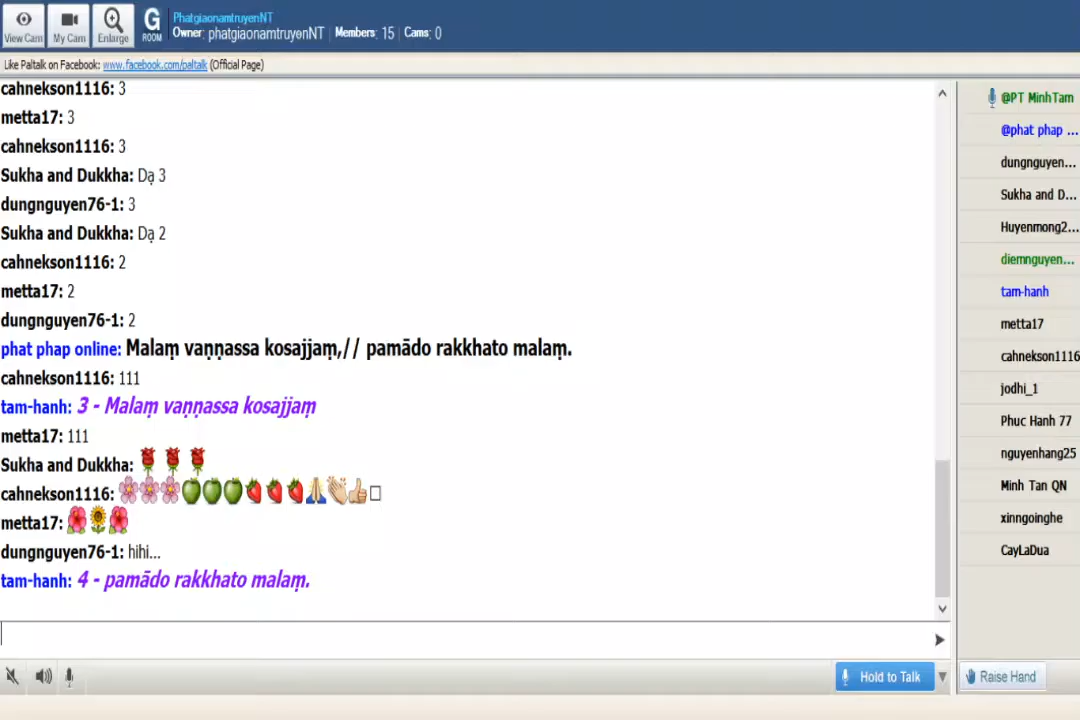 PhatgiaonamtruyenNT
View Cam My Cam Enlarge G ROOM Owner: phatgiaonamtruyenNT Members: 15 Cams: 0
Like Paltalk on Facebook: www.facebook.com/paltalk (Official Page)
cahnekson1116: 3
metta17: 3
cahnekson1116: 3
Sukha and Dukkha: Dạ 3
dungnguyen76-1: 3
Sukha and Dukkha: Dạ 2
cahnekson1116: 2
metta17: 2
dungnguyen76-1: 2
phat phap online: Malaṃ vaṇṇassa kosajjaṃ,// pamādo rakkhato malaṃ.
cahnekson1116: 111
tam-hanh: 3 - Malaṃ vaṇṇassa kosajjaṃ
metta17: 111
Sukha and Dukkha:
cahnekson1116:
metta17:
dungnguyen76-1: hihi...
tam-hanh: 4 - pamādo rakkhato malaṃ.
@PT MinhTam
@phat phap ...
dungnguyen...
Sukha and D...
Huyenmong2...
diemnguyen...
tam-hanh
metta17
cahnekson1116
jodhi_1
Phuc Hanh 77
nguyenhang25
Minh Tan QN
xinngoinghe
CayLaDua
Hold to Talk
Raise Hand